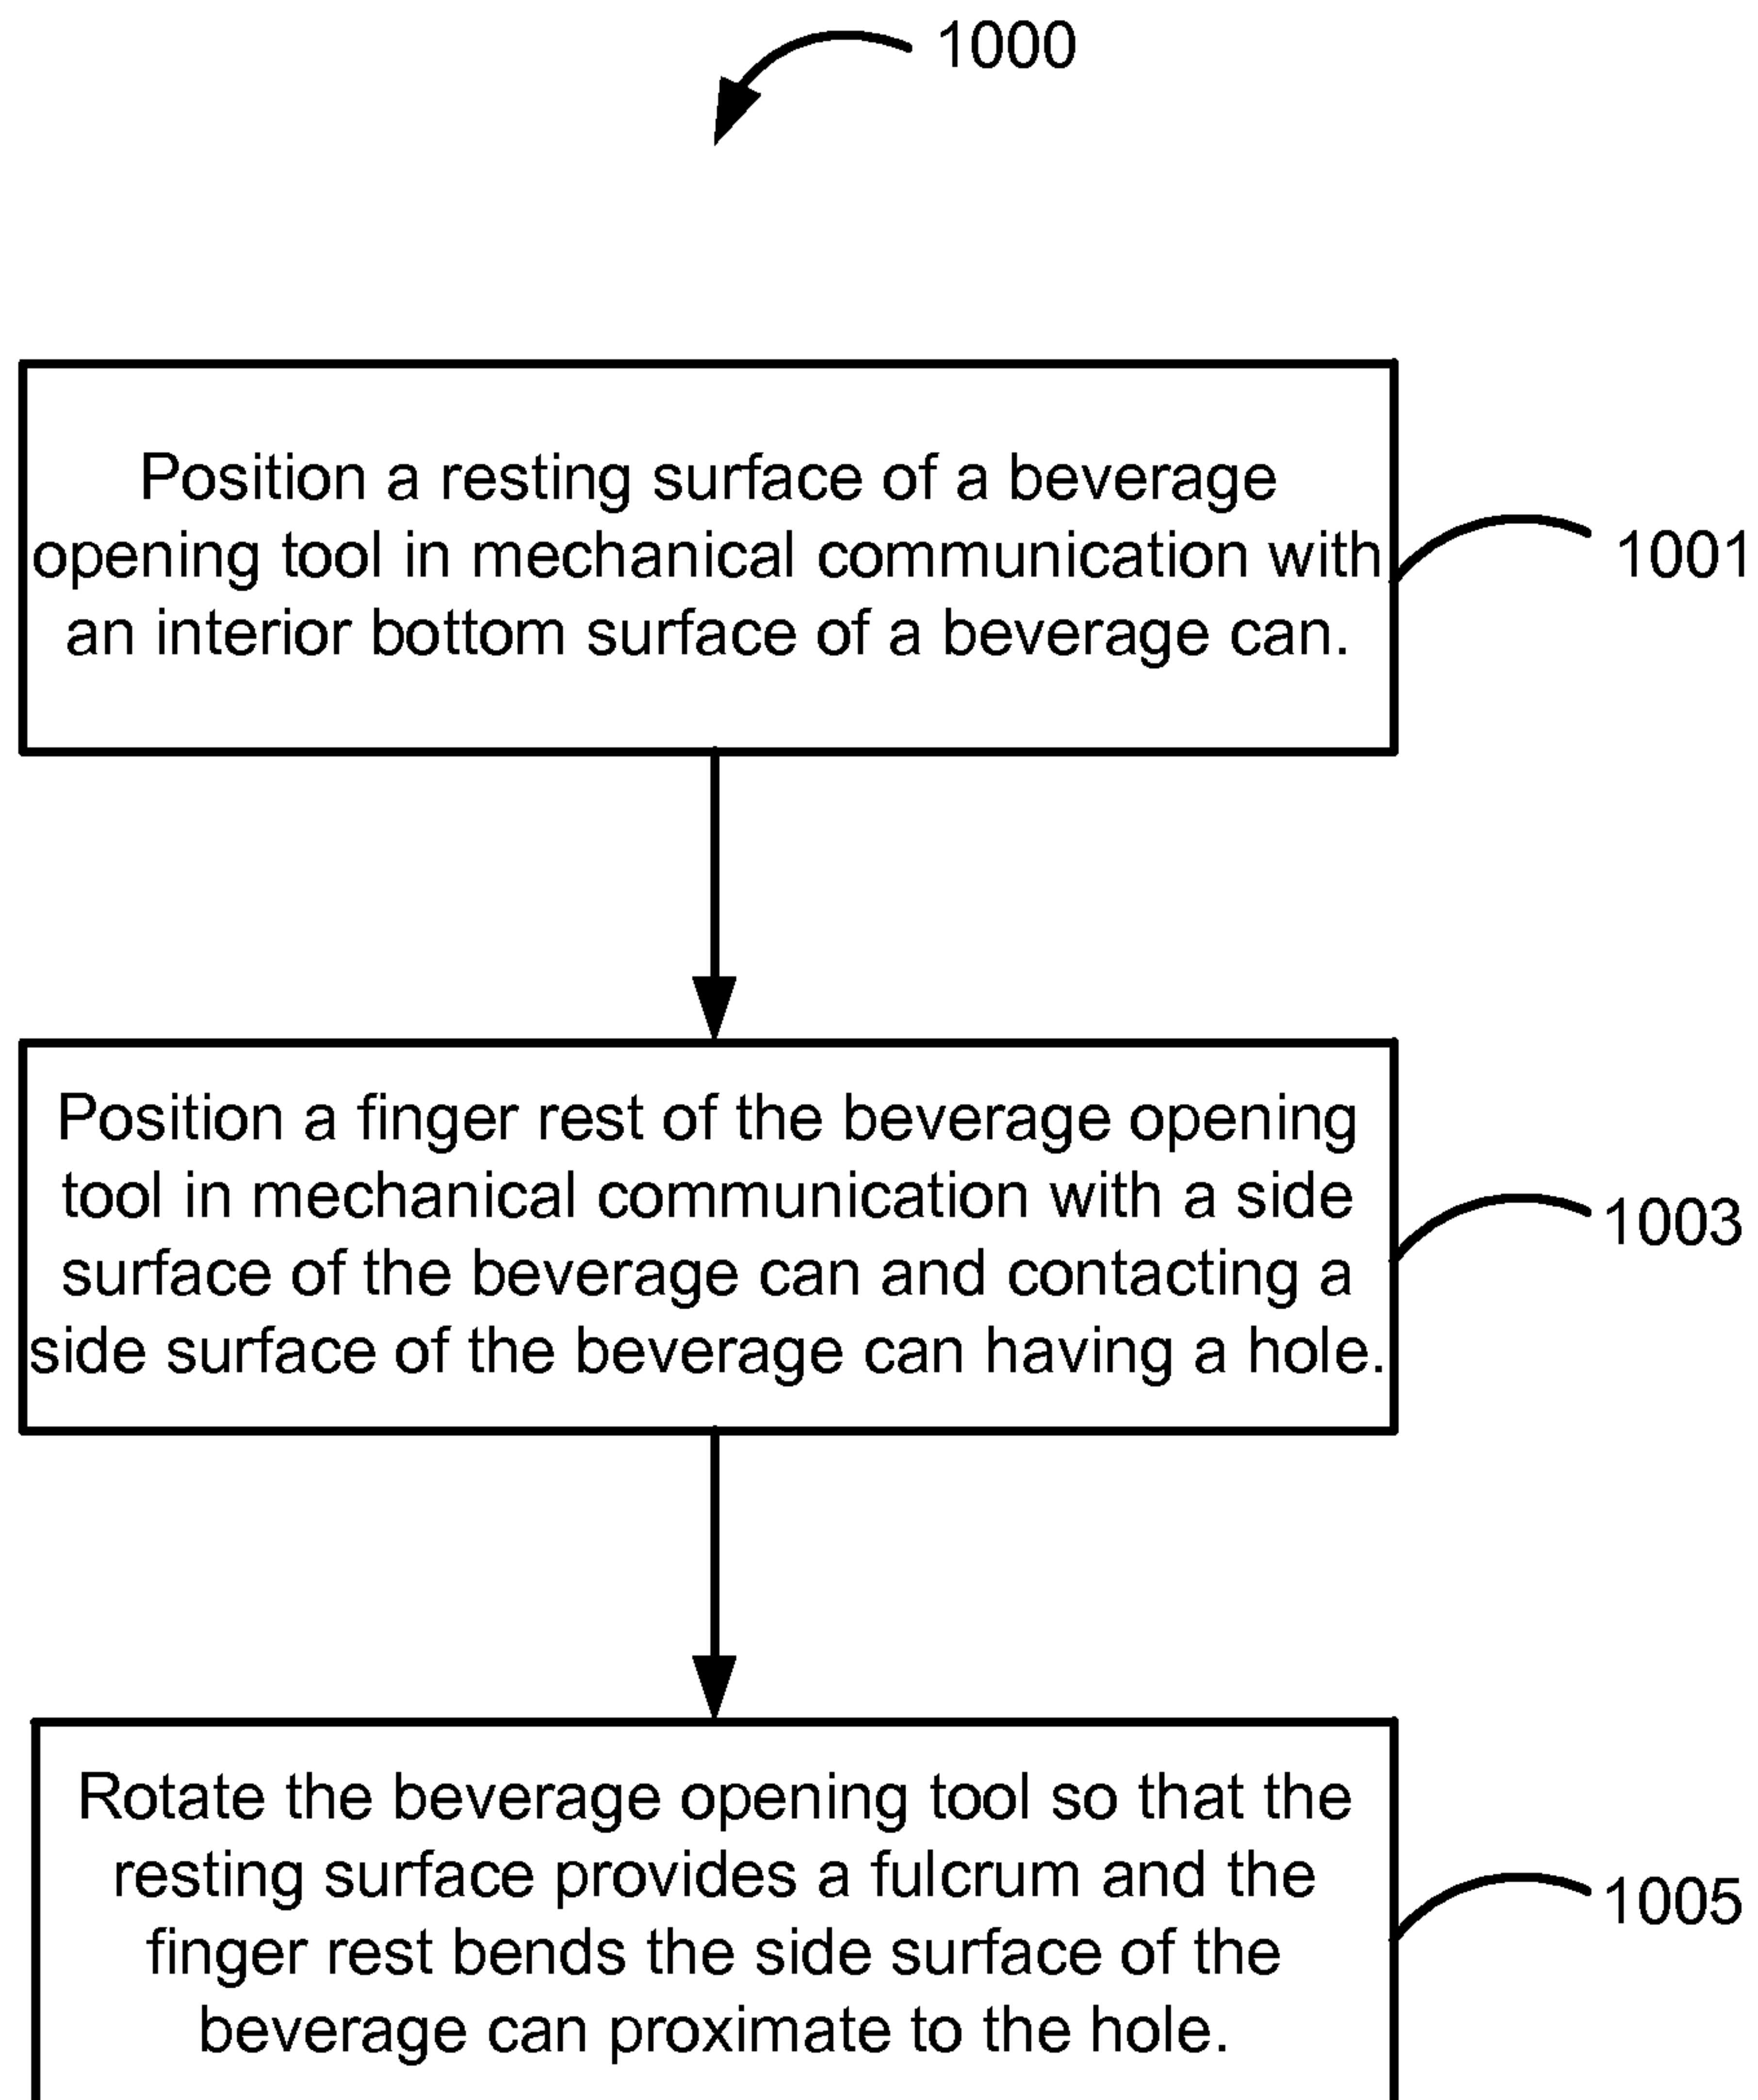 1000
Position a resting surface of a beverage
opening tool in mechanical communication with
an interior bottom surface of a beverage can.
1001
Position a finger rest of the beverage opening
tool in mechanical communication with a side
surface of the beverage can and contacting a
side surface of the beverage can having a hole.
1003
Rotate the beverage opening tool so that the
resting surface provides a fulcrum and the
finger rest bends the side surface of the
beverage can proximate to the hole.
1005